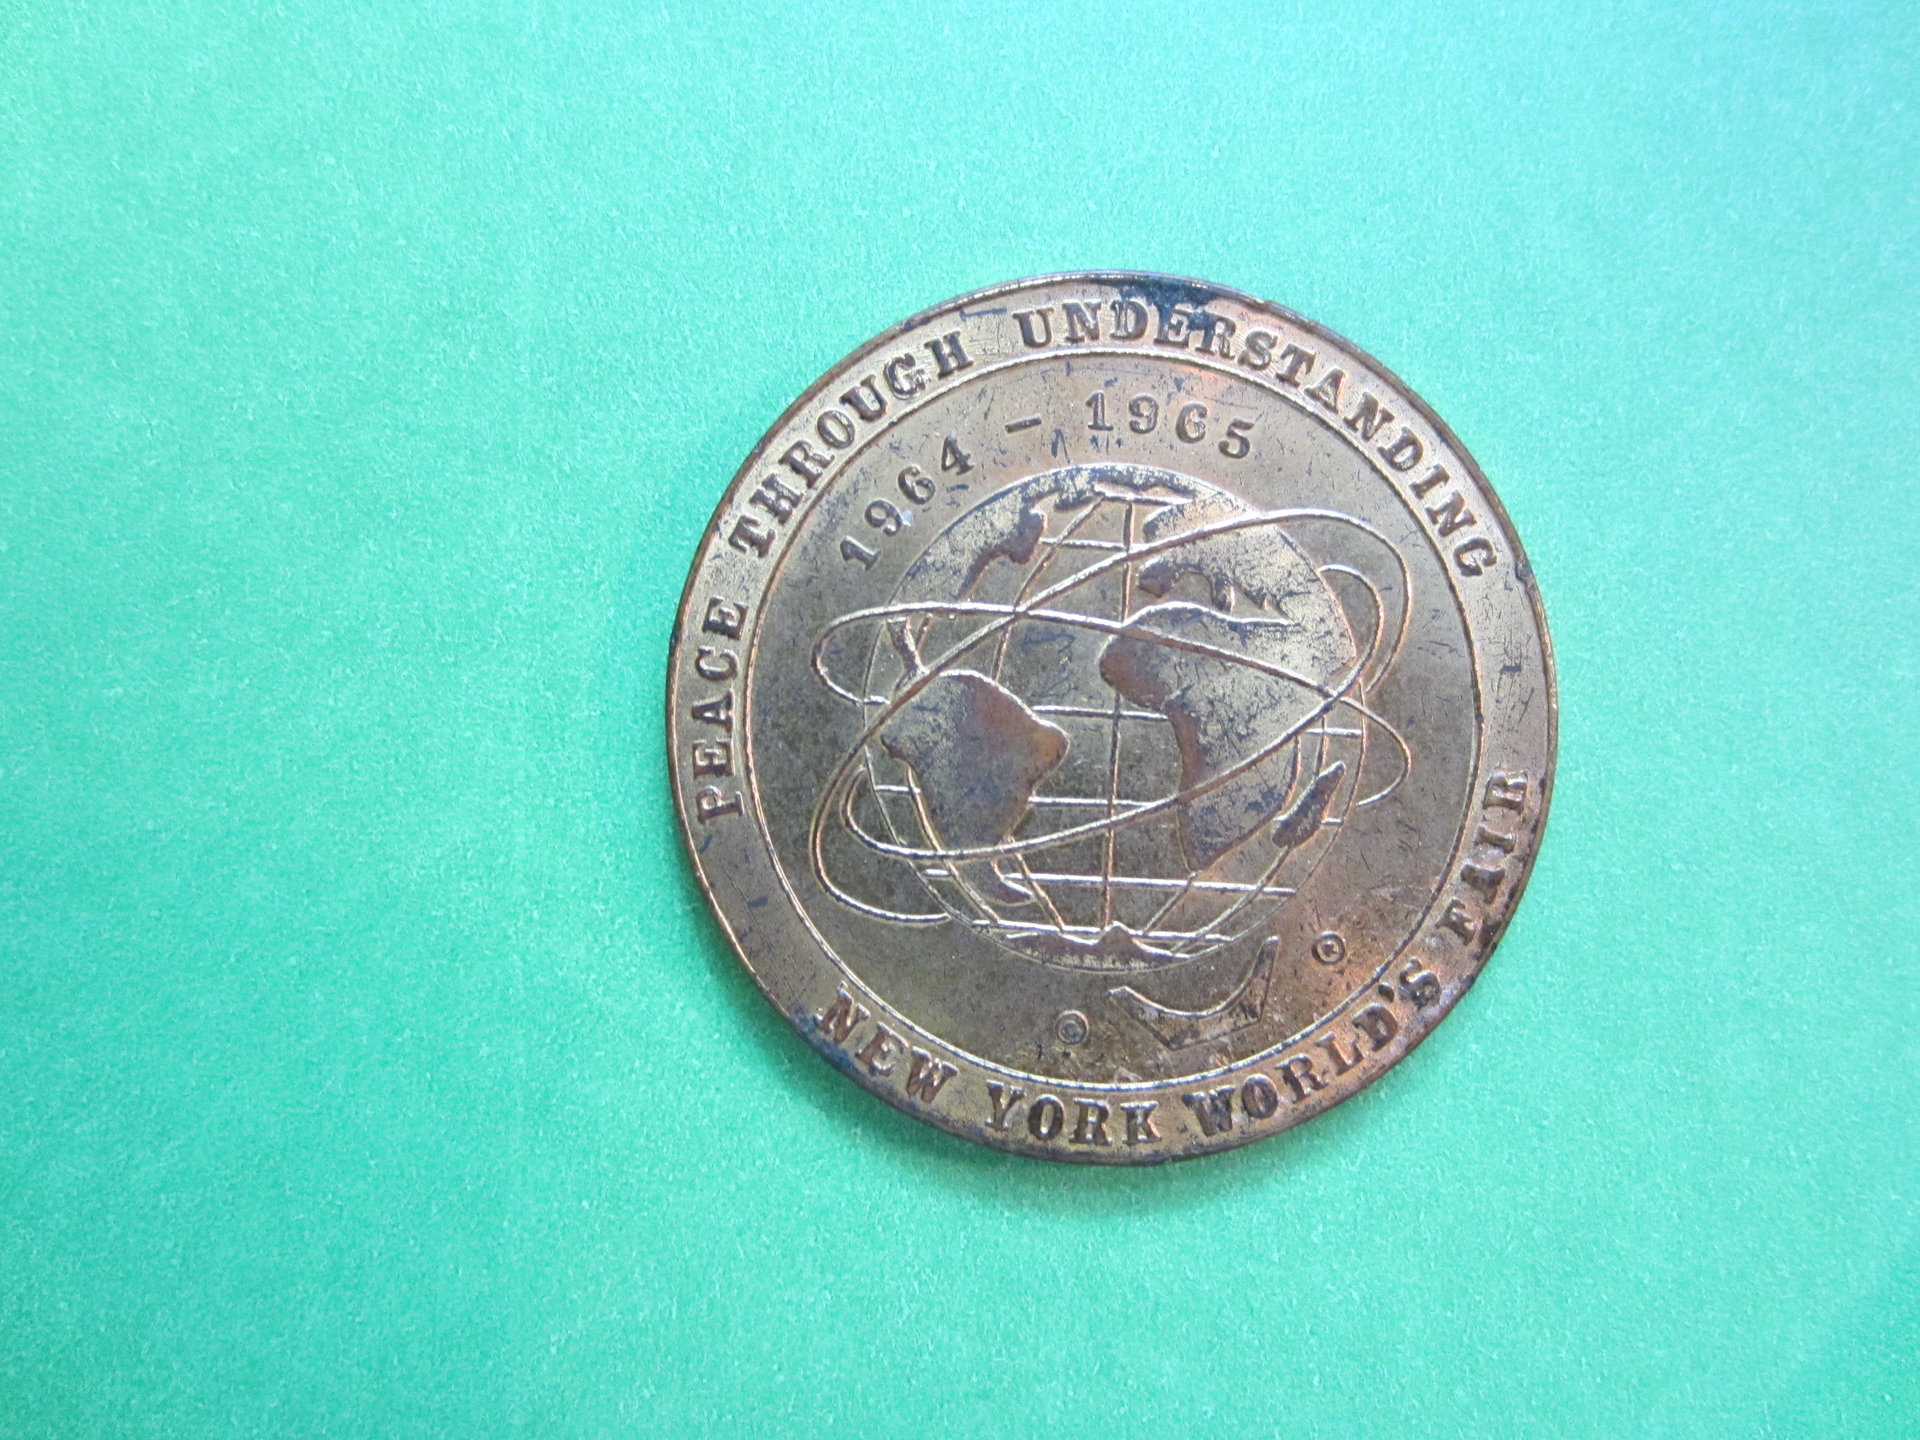 PEACE THROUGH UNDERSTANDING
1964 - 1965
© ©
NEW YORK WORLD'S FAIR